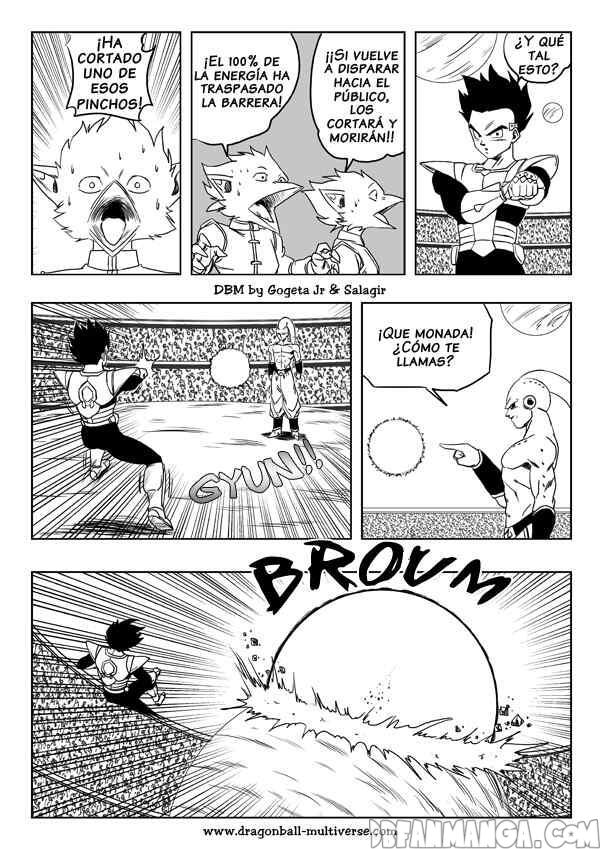 ¡HA
CORTADO
UNO DE
ESOS
PINCHOS!
¡EL 100% DE
LA ENERGÍA HA
TRASPASADO
LA BARRERA!
¡¡SI VUELVE
A DISPARAR
HACIA EL
PÚBLICO,
LOS
CORTARÁ Y
MORIRÁN!!
¿Y QUÉ
TAL
ESTO?
DBM by Gogeta Jr & Salagir
GYUN!!
¡QUE MONADA!
¿CÓMO TE
LLAMAS?
BROUM
www.dragonball-multiverse.com
DBFANMANGA.COM